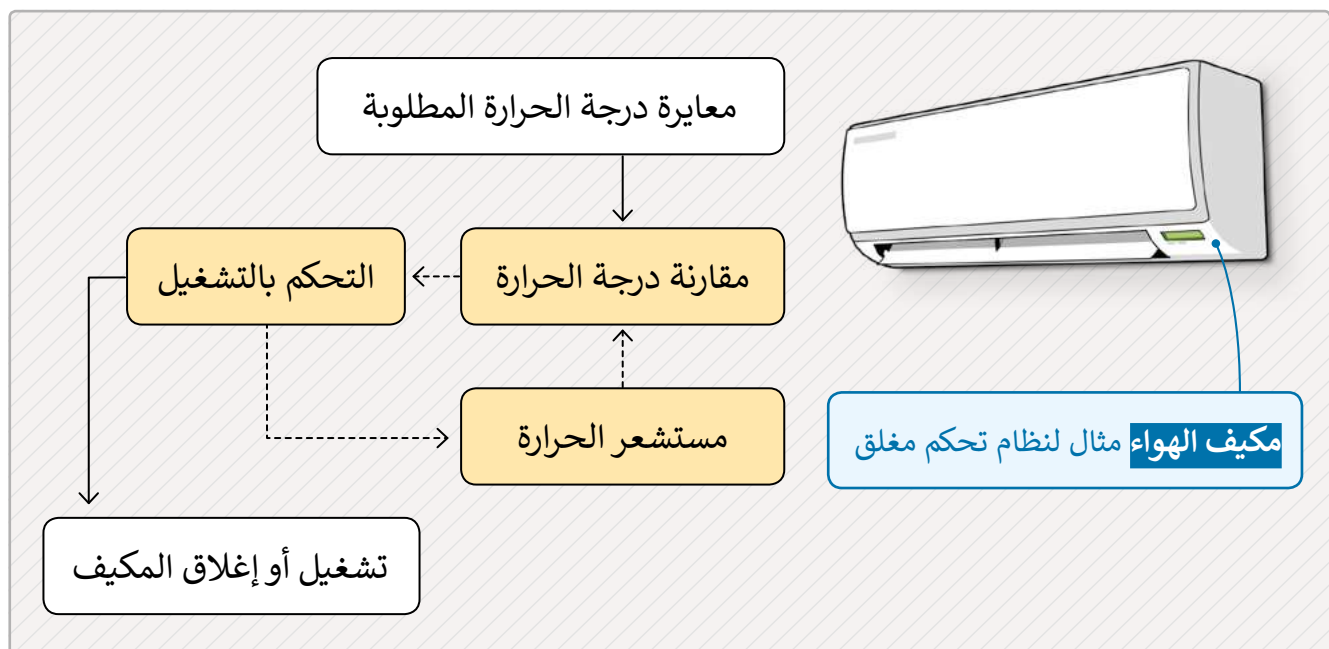 معايرة درجة الحرارة المطلوبة
مقارنة درجة الحرارة
التحكم بالتشغيل
مستشعر الحرارة
مكيف الهواء مثال لنظام تحكم مغلق
تشغيل أو إغلاق المكيف